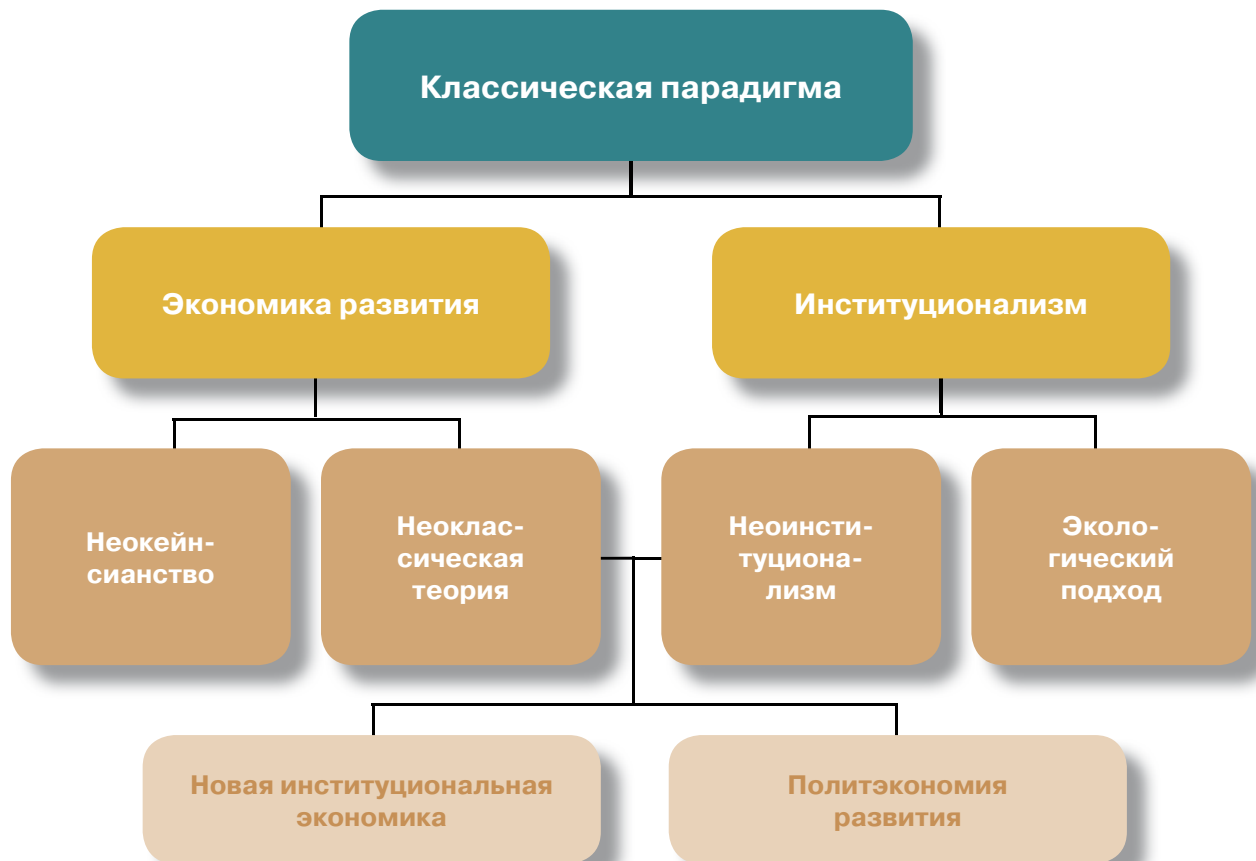 Классическая парадигма
Экономика развития
Институционализм
Неокейн-
сианство
Неоклас-
сическая
теория
Неоинсти-
туциона-
лизм
Эколо-
гический
подход
Новая институциональная
экономика
Политэкономия
развития